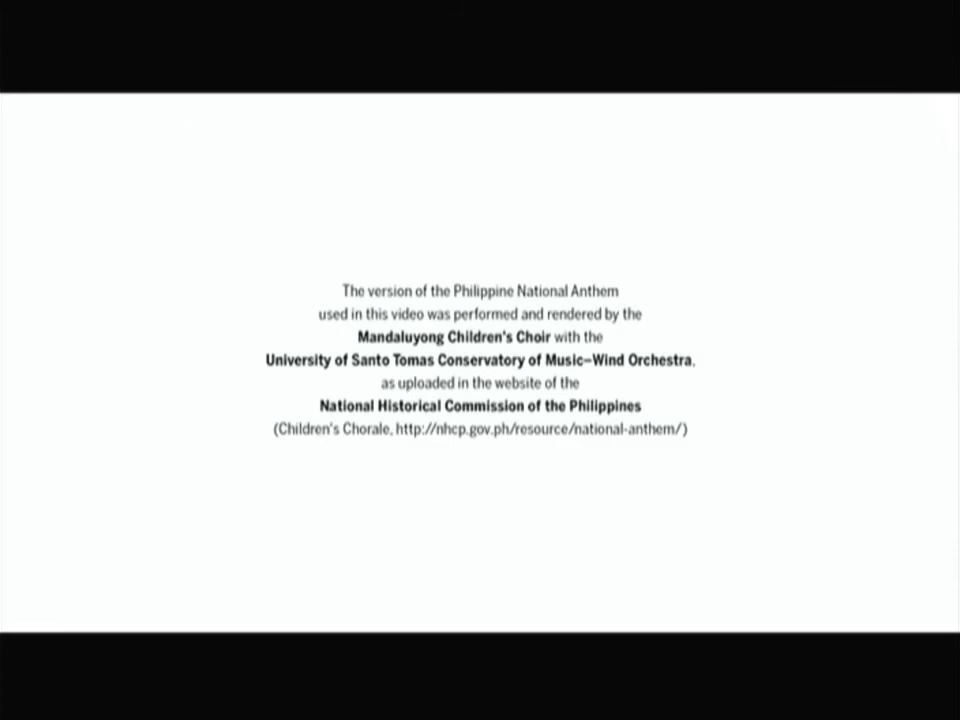 The version of the Philippine National Anthem
used in this video was performed and rendered by the
Mandaluyong Children's Choir with the
University of Santo Tomas Conservatory of Music–Wind Orchestra,
as uploaded in the website of the
National Historical Commission of the Philippines
(Children's Chorale, http://nhcp.gov.ph/resource/national-anthem/)